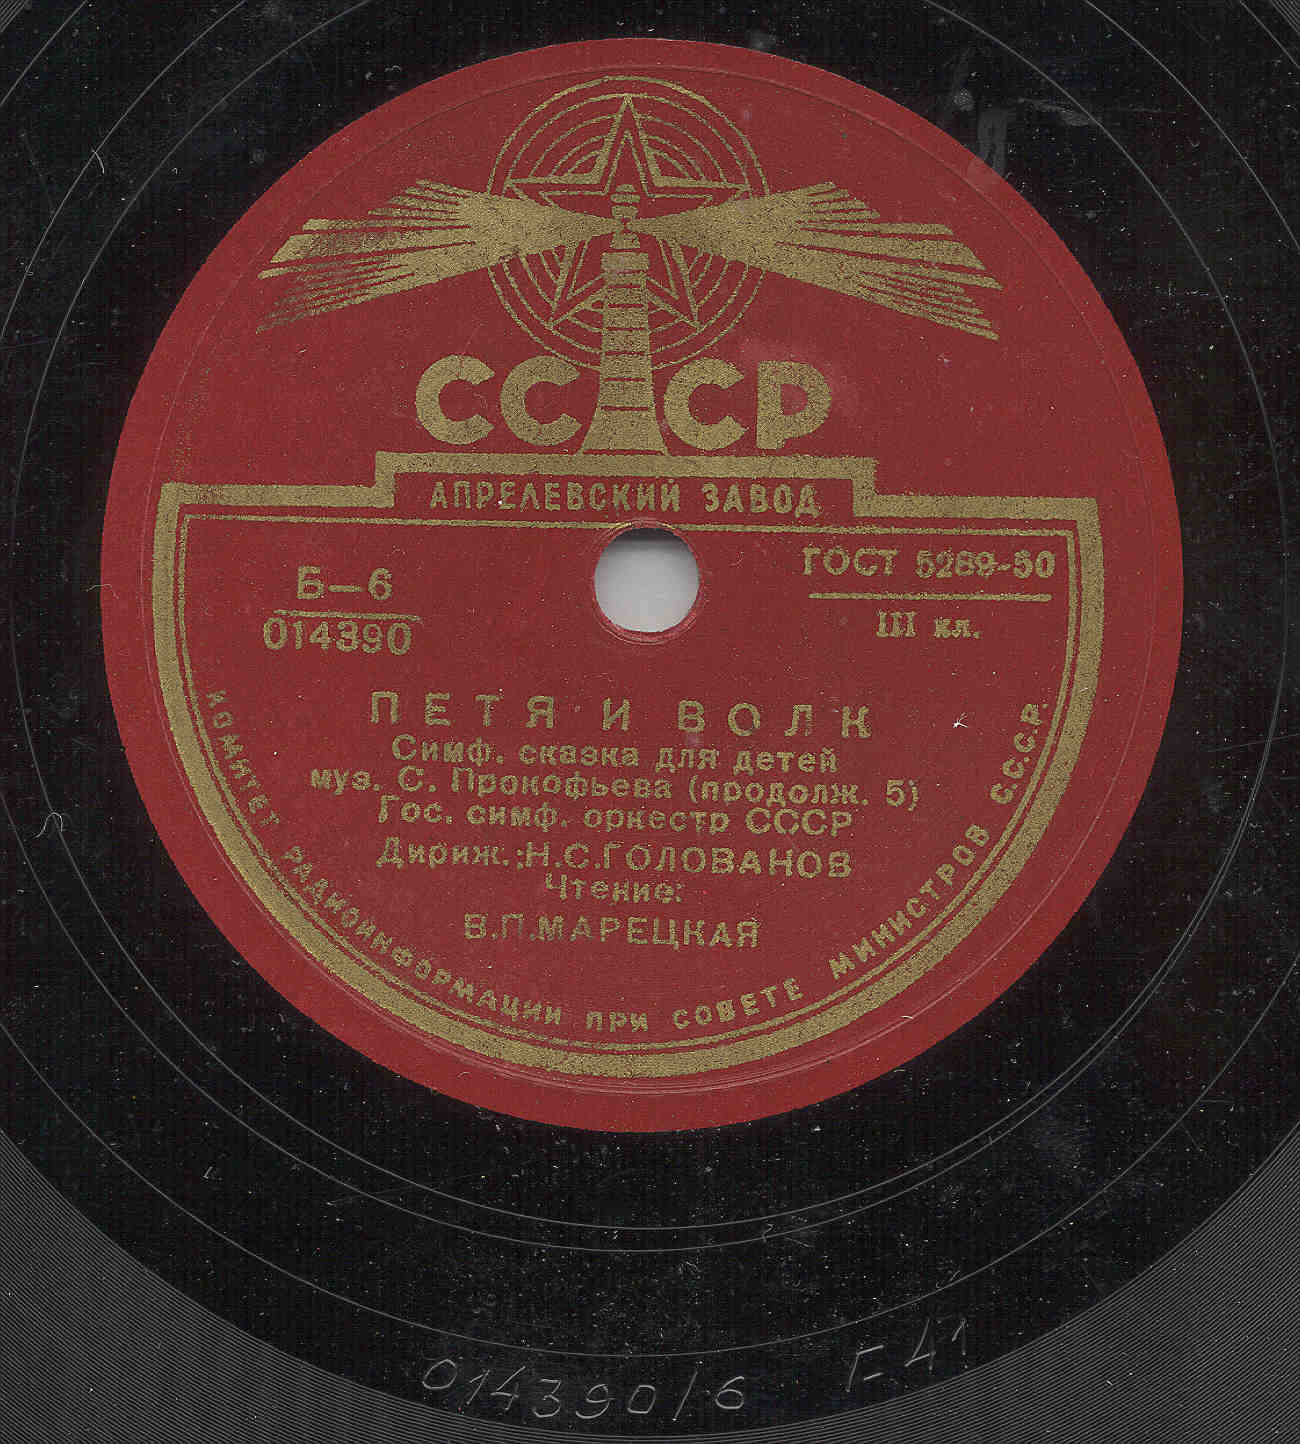 СССР
АПРЕЛЕВСКИЙ ЗАВОД
Б—6
014390
ГОСТ 5289-50
III кл.
ПЕТЯ И ВОЛК
Симф. сказка для детей
муз. С. Прокофьева (продолж. 5)
Гос. симф. оркестр СССР
Дириж.: Н.С.ГОЛОВАНОВ
Чтение:
В.П.МАРЕЦКАЯ
КОМИТЕТ РАДИОИНФОРМАЦИИ ПРИ СОВЕТЕ МИНИСТРОВ С.С.С.Р.
014390/6 Г-41